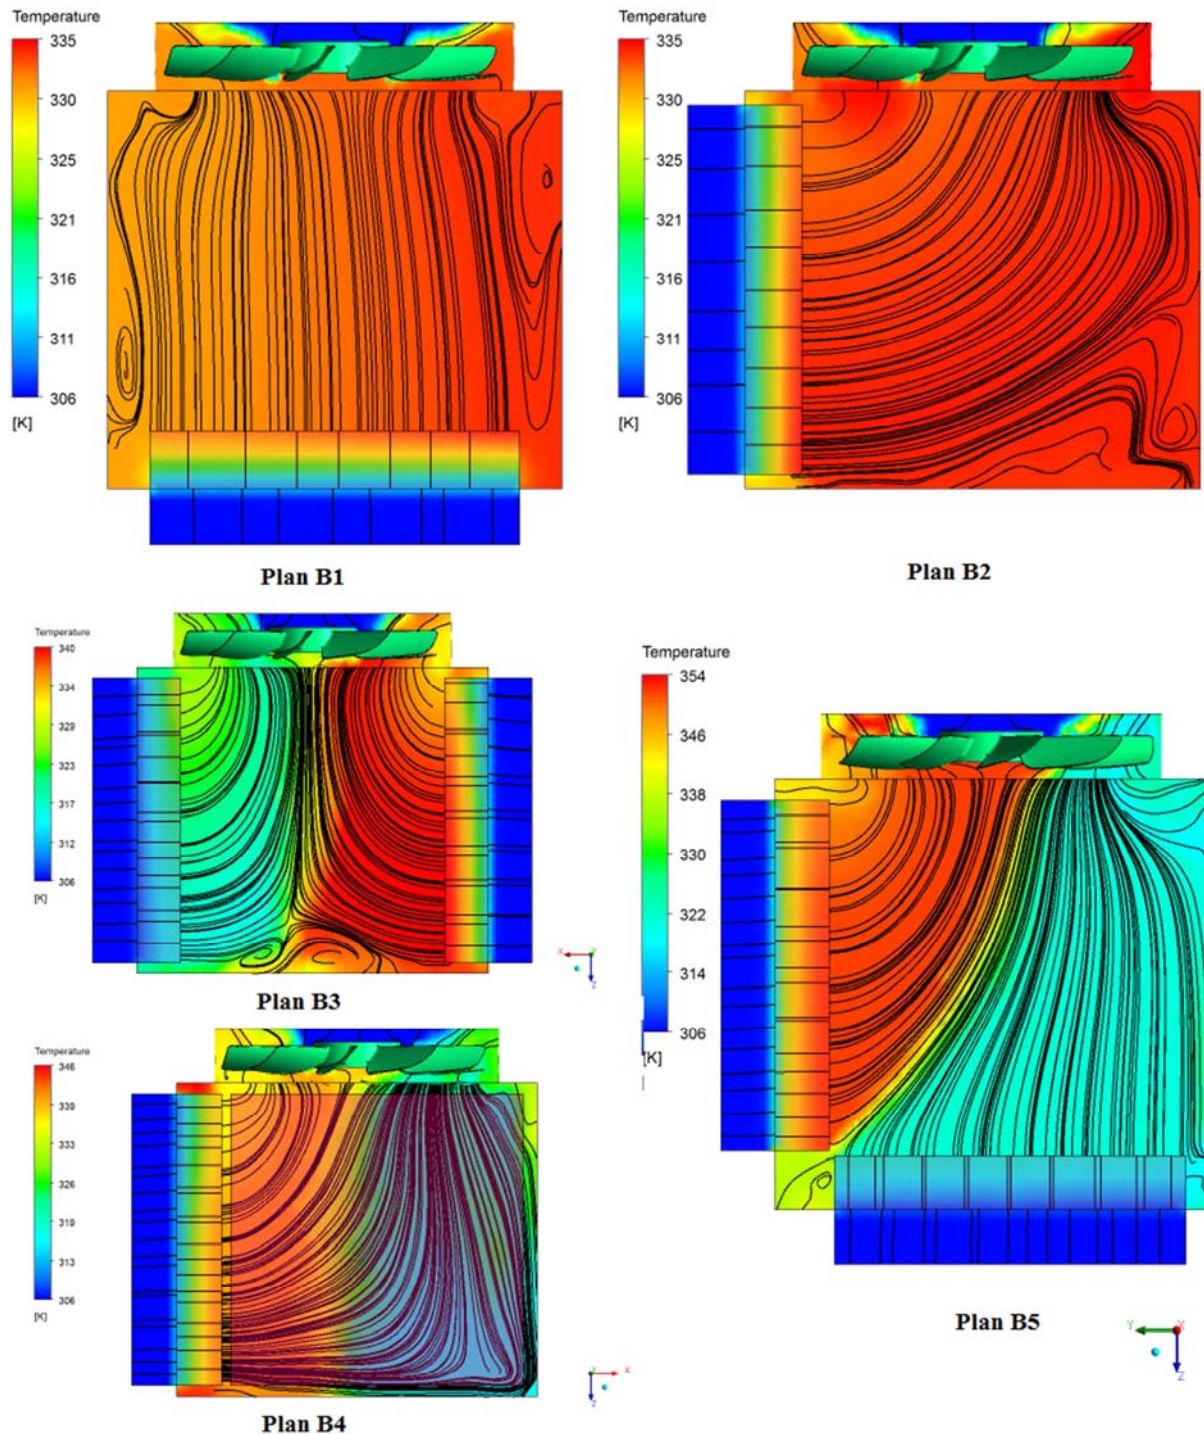 Temperature
335
330
325
321
316
311
306
[K]
Plan B1
Temperature
335
330
325
321
316
311
306
[K]
Plan B2
Temperature
340
334
329
323
317
312
306
[K]
X
Y
Z
Plan B3
Temperature
354
346
338
330
322
314
306
[K]
Plan B5
Y
X
Z
Temperature
346
339
333
326
319
313
306
[K]
Y
X
Z
Plan B4